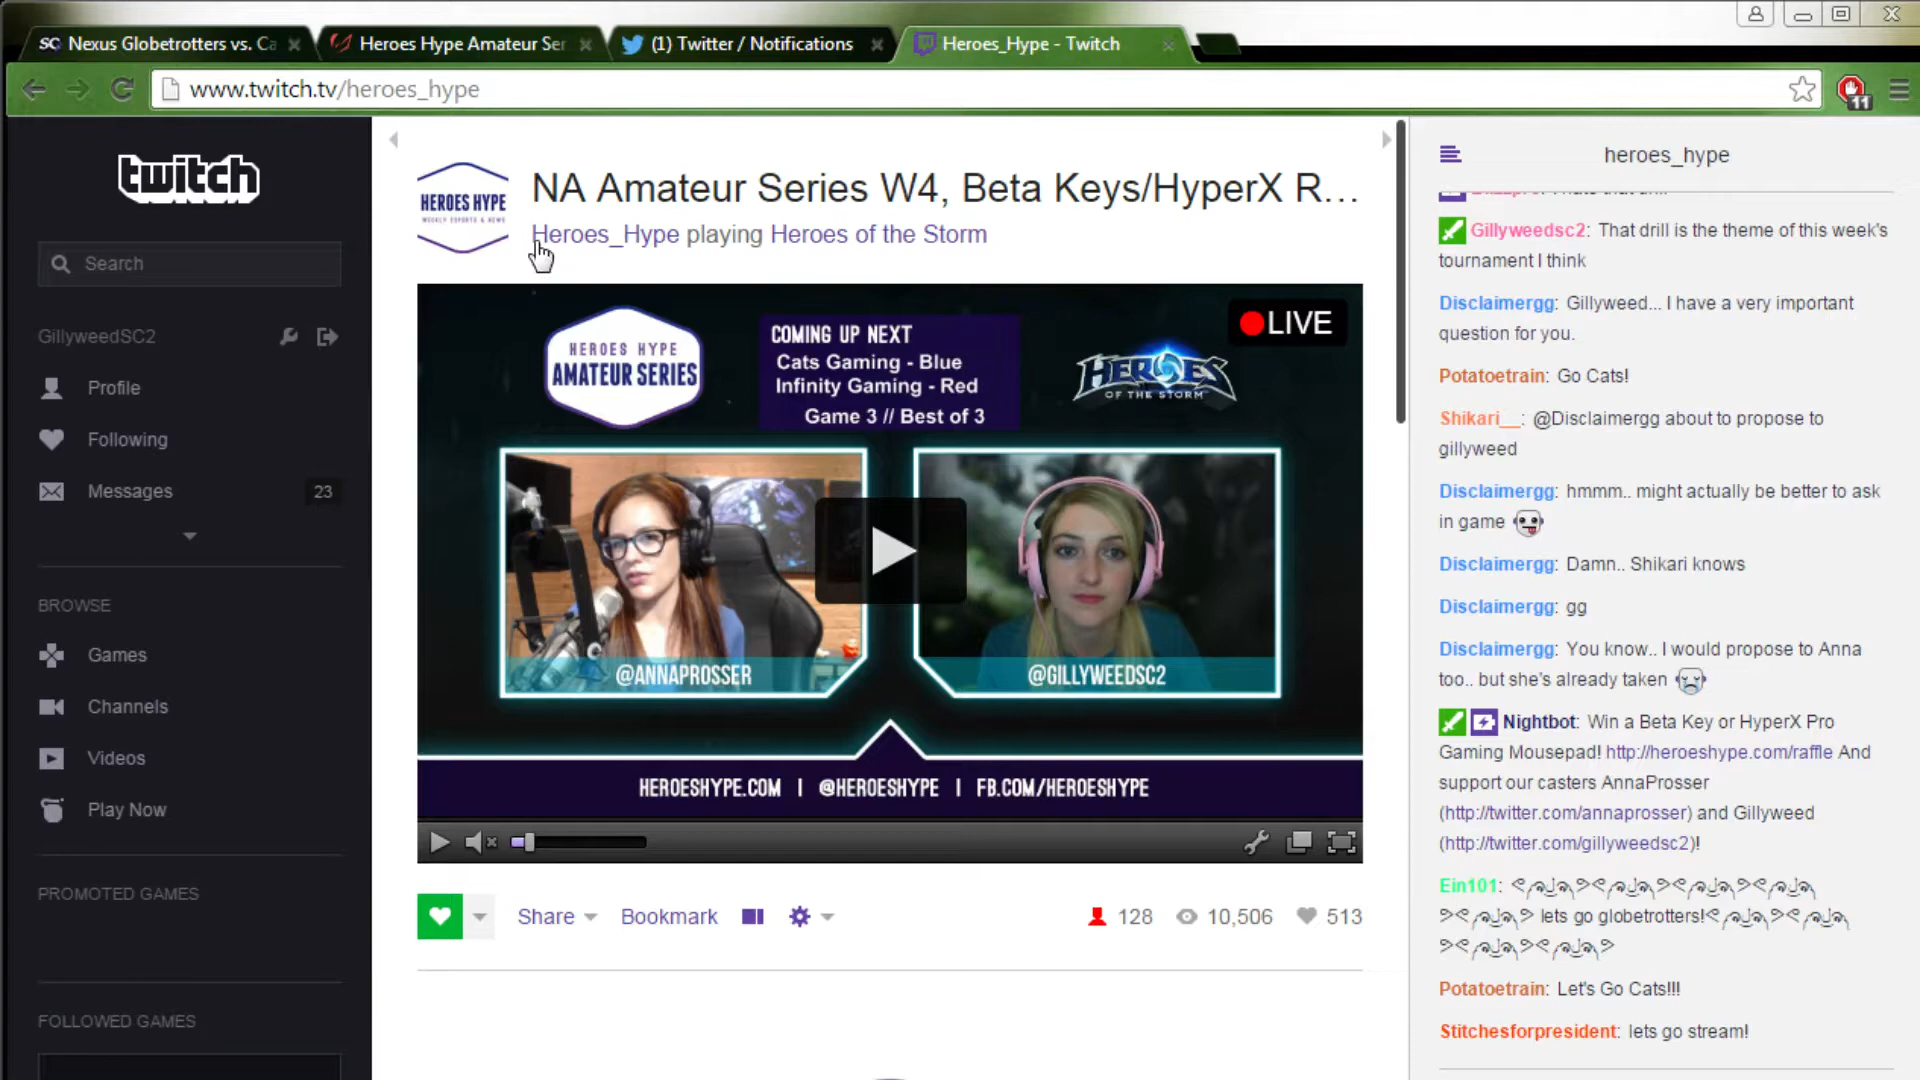 SC Nexus Globetrotters vs. Ca
Heroes Hype Amateur Ser
(1) Twitter / Notifications
Heroes_Hype - Twitch
www.twitch.tv/heroes_hype
11
twitch
Search
GillyweedSC2
Profile
Following
Messages 23
BROWSE
Games
Channels
Videos
Play Now
PROMOTED GAMES
FOLLOWED GAMES
HEROES HYPE
WEEKLY ESPORTS & NEWS
NA Amateur Series W4, Beta Keys/HyperX R...
Heroes_Hype playing Heroes of the Storm
HEROES HYPE
AMATEUR SERIES
COMING UP NEXT
Cats Gaming - Blue
Infinity Gaming - Red
Game 3 // Best of 3
LIVE
HEROES
OF THE STORM
@ANNAPROSSER
@GILLYWEEDSC2
HEROESHYPE.COM | @HEROESHYPE | FB.COM/HEROESHYPE
Share Bookmark 128 10,506 513
heroes_hype
Gillyweedsc2: That drill is the theme of this week's
tournament I think
Disclaimergg: Gillyweed... I have a very important
question for you.
Potatoetrain: Go Cats!
Shikari__: @Disclaimergg about to propose to
gillyweed
Disclaimergg: hmmm.. might actually be better to ask
in game
Disclaimergg: Damn.. Shikari knows
Disclaimergg: gg
Disclaimergg: You know.. I would propose to Anna
too.. but she's already taken
Nightbot: Win a Beta Key or HyperX Pro
Gaming Mousepad! http://heroeshype.com/raffle And
support our casters AnnaProsser
(http://twitter.com/annaprosser) and Gillyweed
(http://twitter.com/gillyweedsc2)!
Ein101:
lets go globetrotters!
Potatoetrain: Let's Go Cats!!!
Stitchesforpresident: lets go stream!